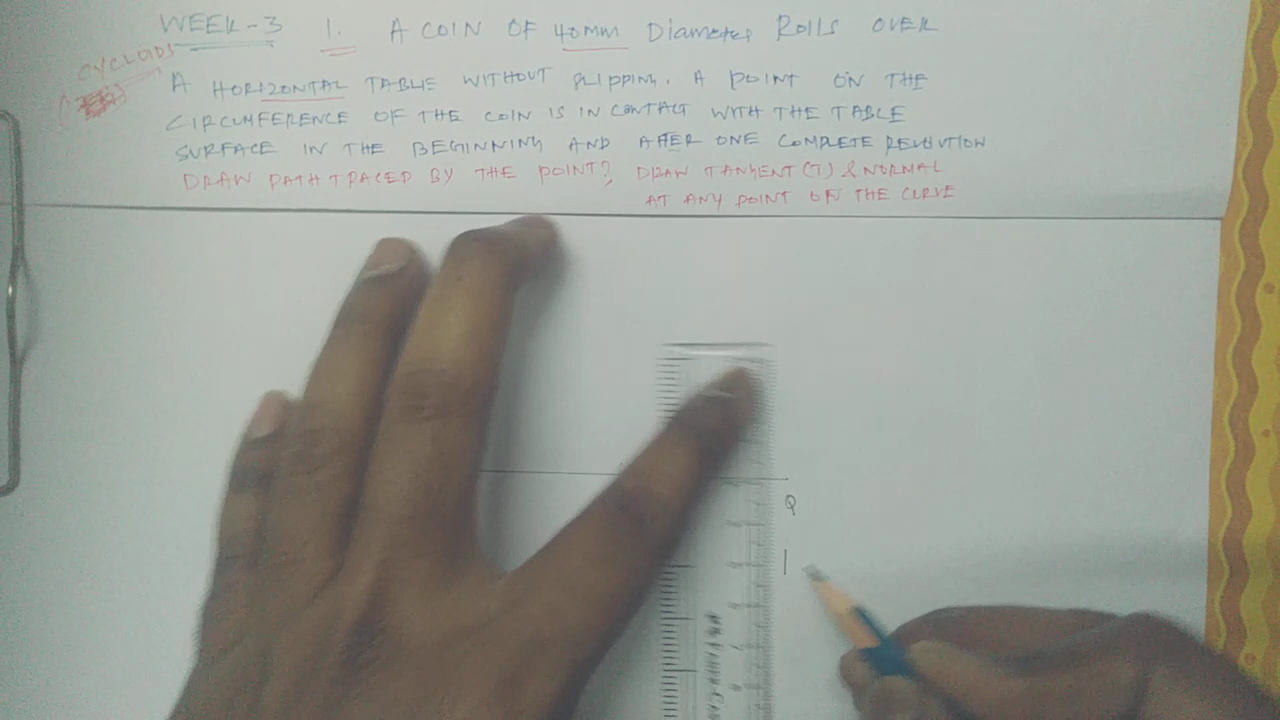 WEEK-3 1. A COIN OF 40mm Diameter Rolls OVER
CYCLOIDS
A HORIZONTAL TABLE WITHOUT SLIPPING. A POINT ON THE
CIRCUMFERENCE OF THE COIN IS IN CONTACT WITH THE TABLE
SURFACE IN THE BEGINNING AND AFTER ONE COMPLETE REVLUTION
DRAW PATH TRACED BY THE POINT? DRAW TANGENT (T) & NORMAL
AT ANY POINT ON THE CURVE
Q